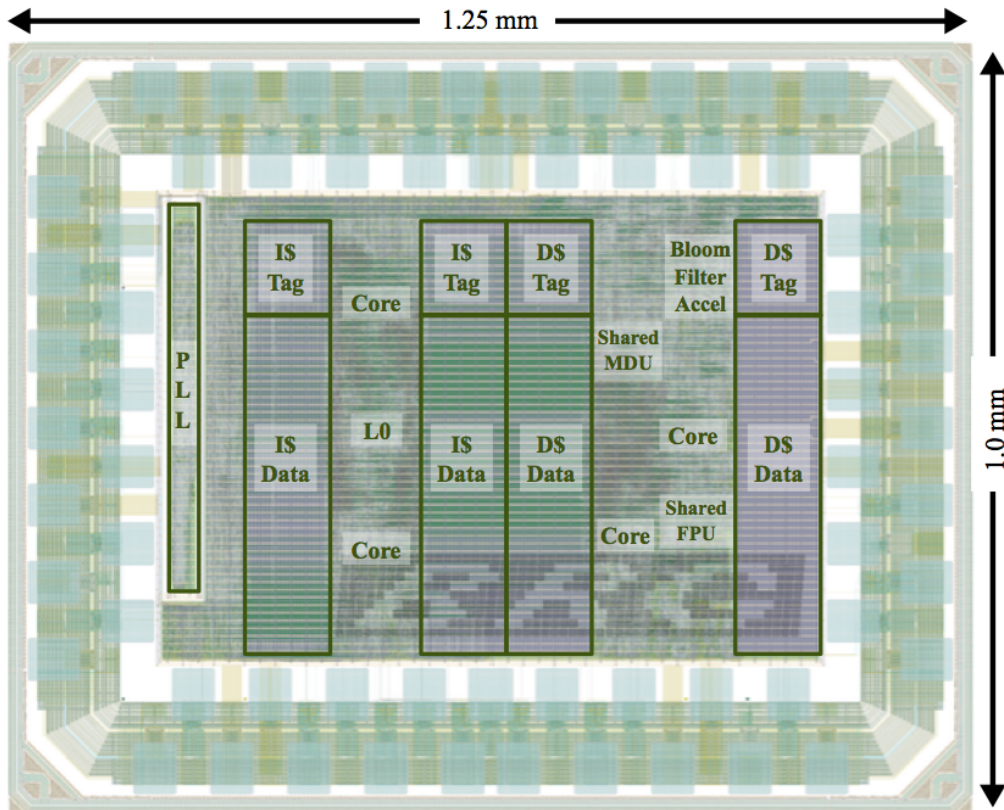 1.25 mm
I$
Tag
I$
Tag
D$
Tag
Bloom
Filter
Accel
D$
Tag
Core
Shared
MDU
P
L
L
L0
Core
I$
Data
I$
Data
D$
Data
D$
Data
Shared
FPU
Core
Core
1.0 mm